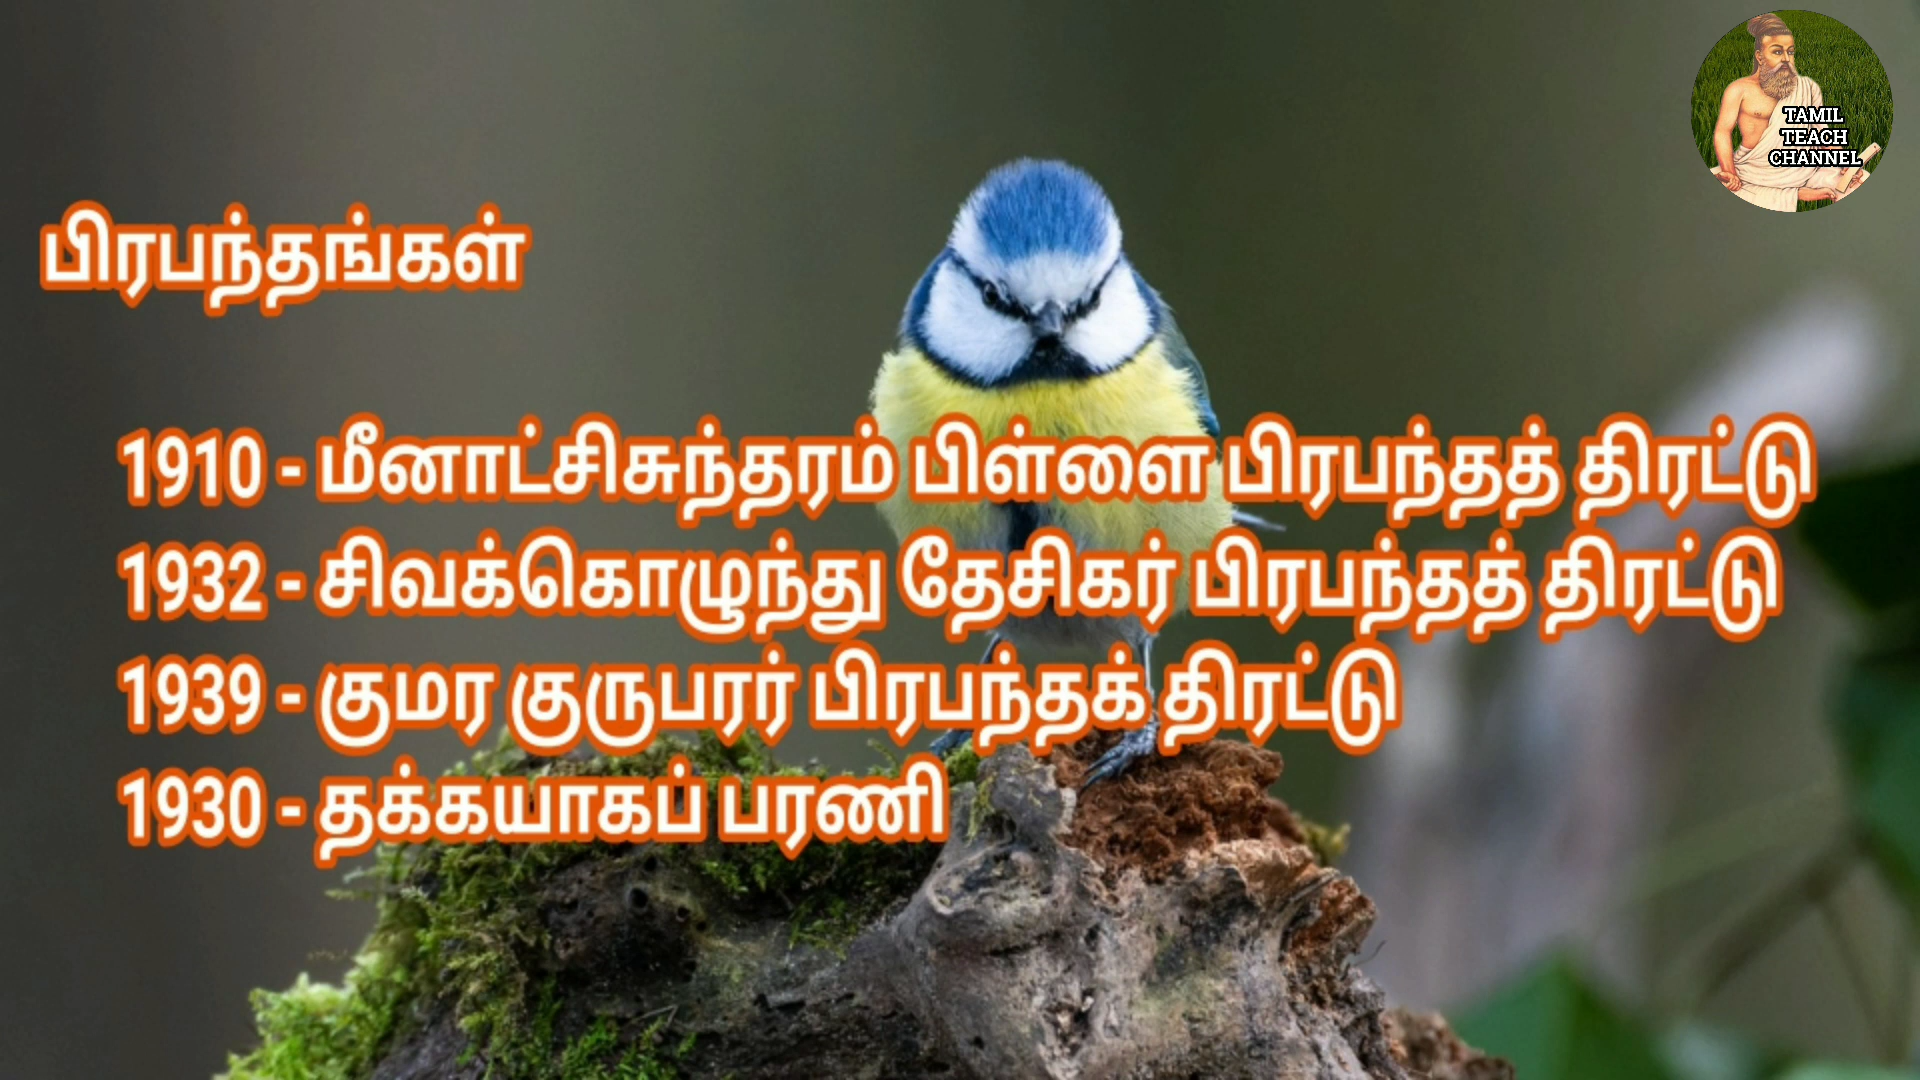 TAMIL
TEACH
CHANNEL
பிரபந்தங்கள்
1910 - மீனாட்சிசுந்தரம் பிள்ளை பிரபந்தத் திரட்டு
1932 - சிவக்கொழுந்து தேசிகர் பிரபந்தத் திரட்டு
1939 - குமர குருபரர் பிரபந்தக் திரட்டு
1930 - தக்கயாகப் பரணி